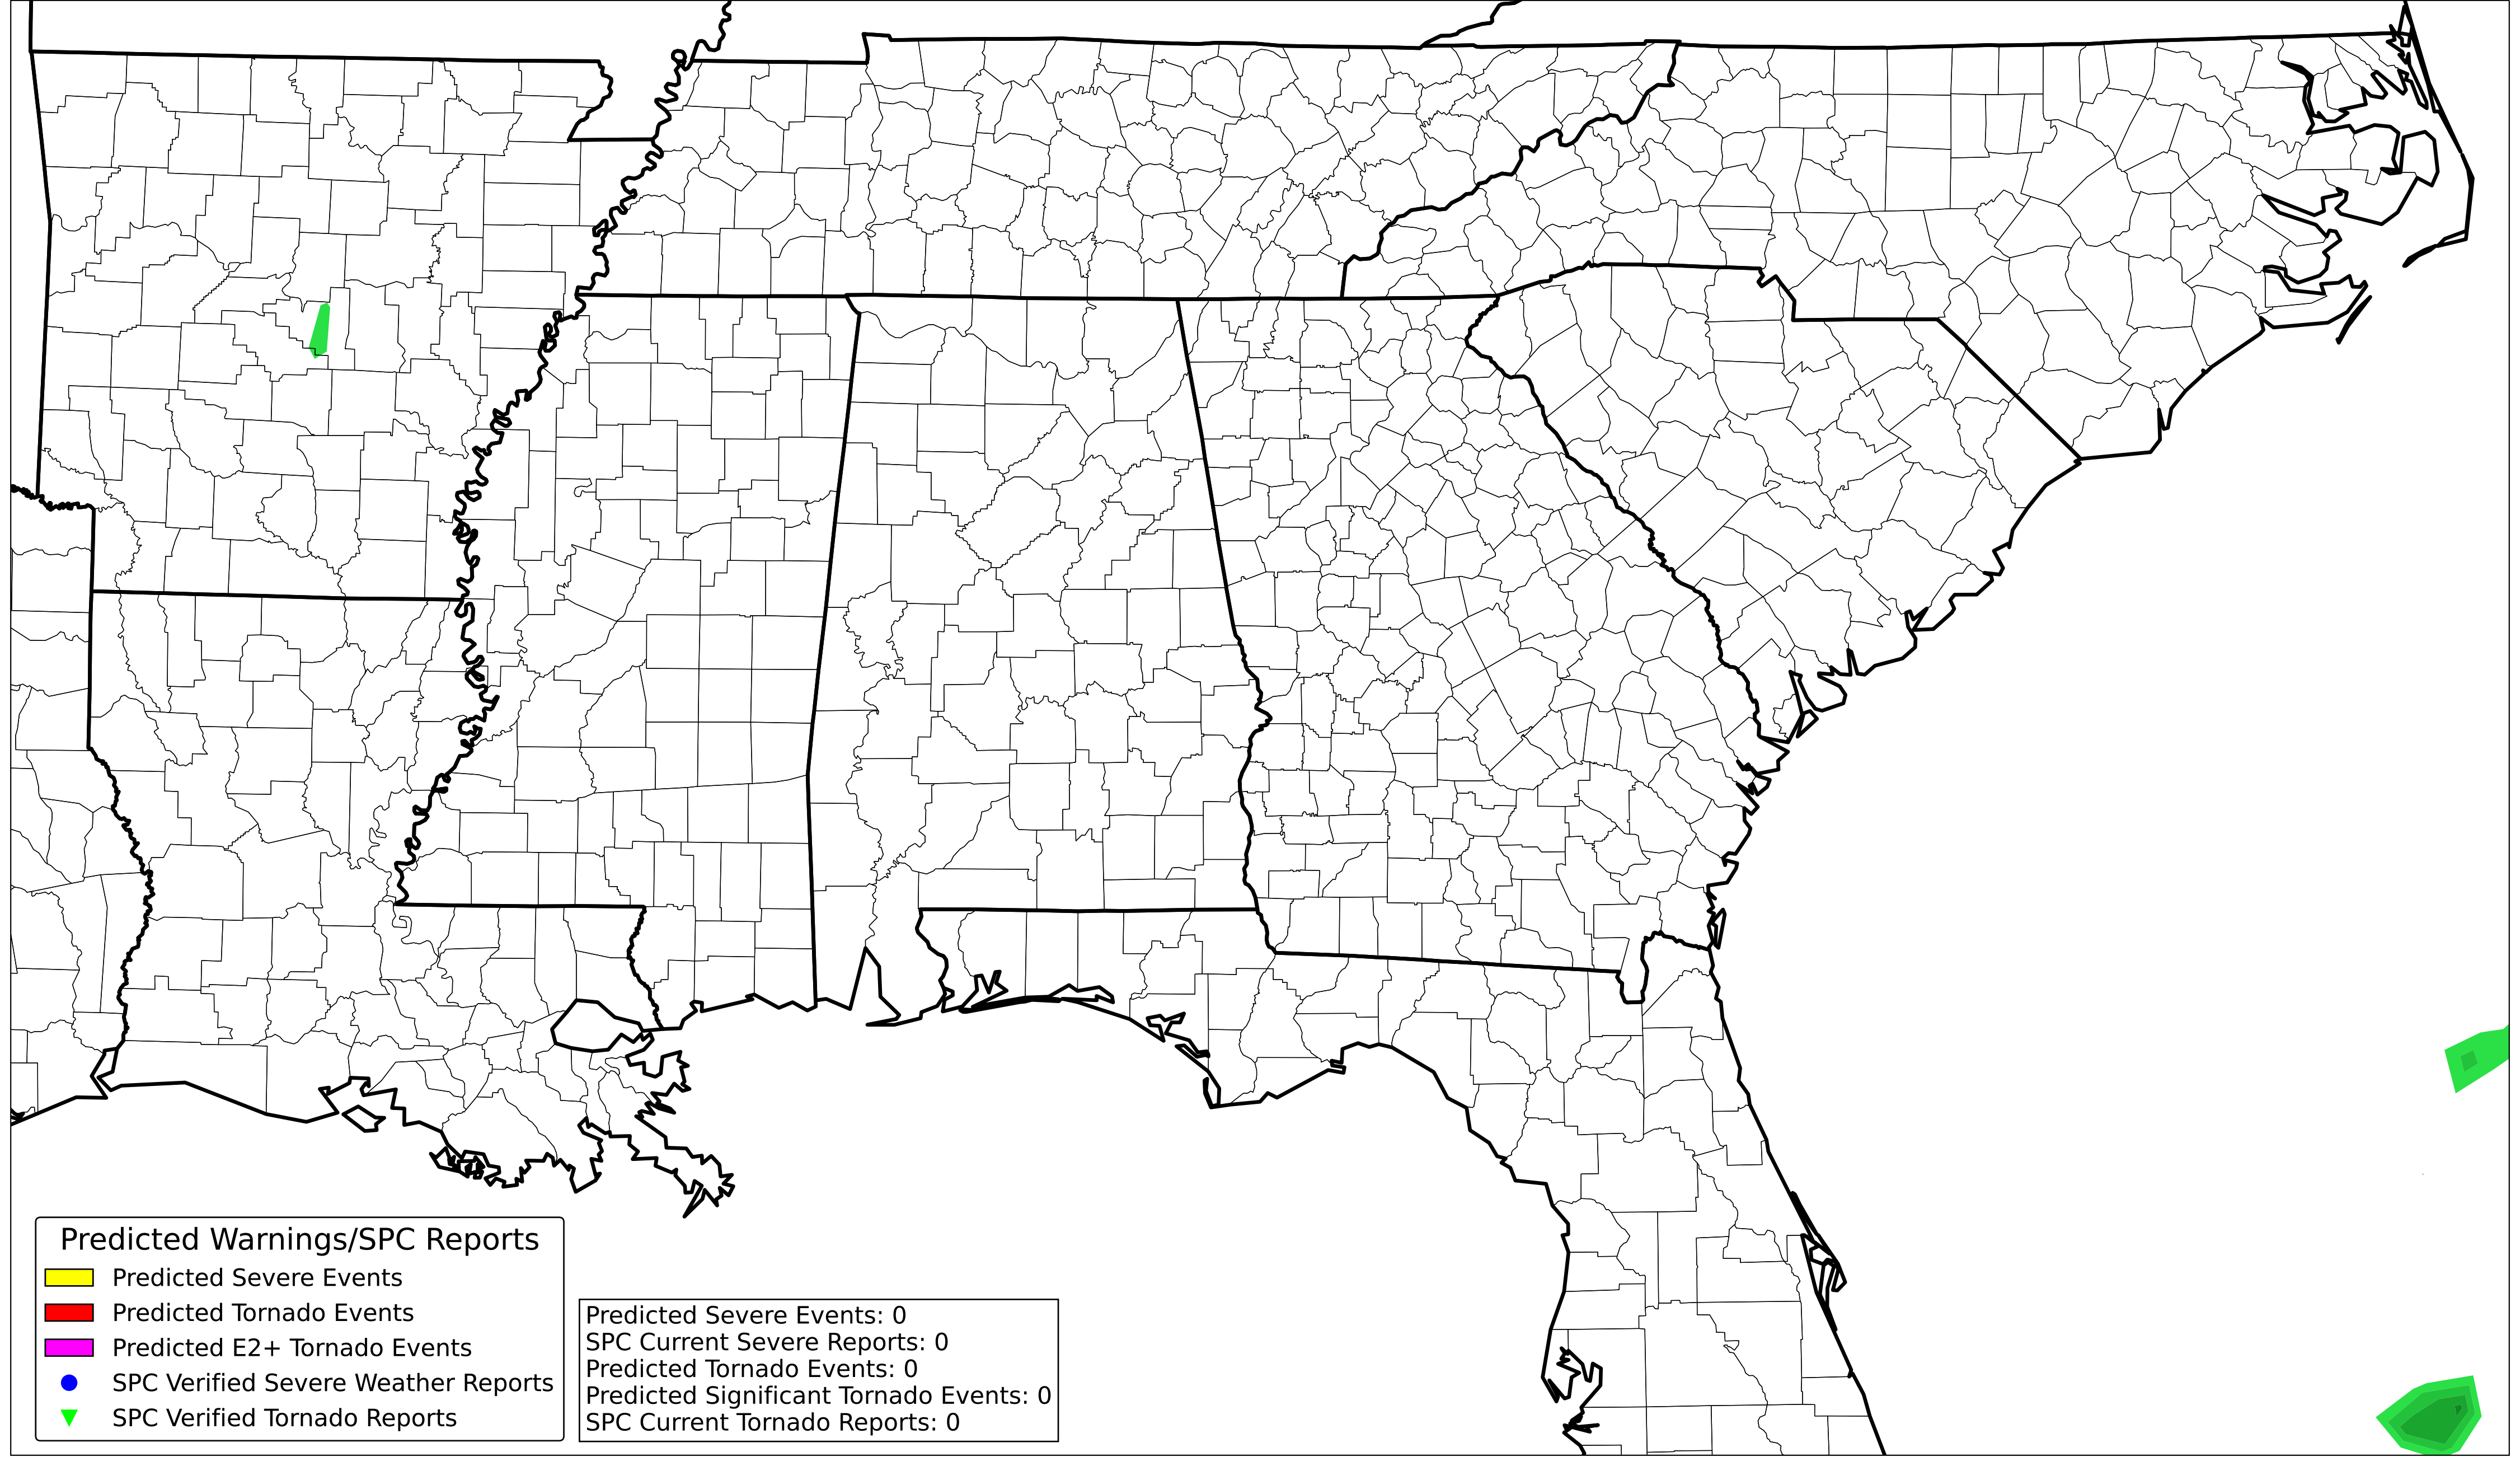 Predicted Warnings/SPC Reports
Predicted Severe Events
Predicted Tornado Events
Predicted E2+ Tornado Events
SPC Verified Severe Weather Reports
SPC Verified Tornado Reports
Predicted Severe Events: 0
SPC Current Severe Reports: 0
Predicted Tornado Events: 0
Predicted Significant Tornado Events: 0
SPC Current Tornado Reports: 0